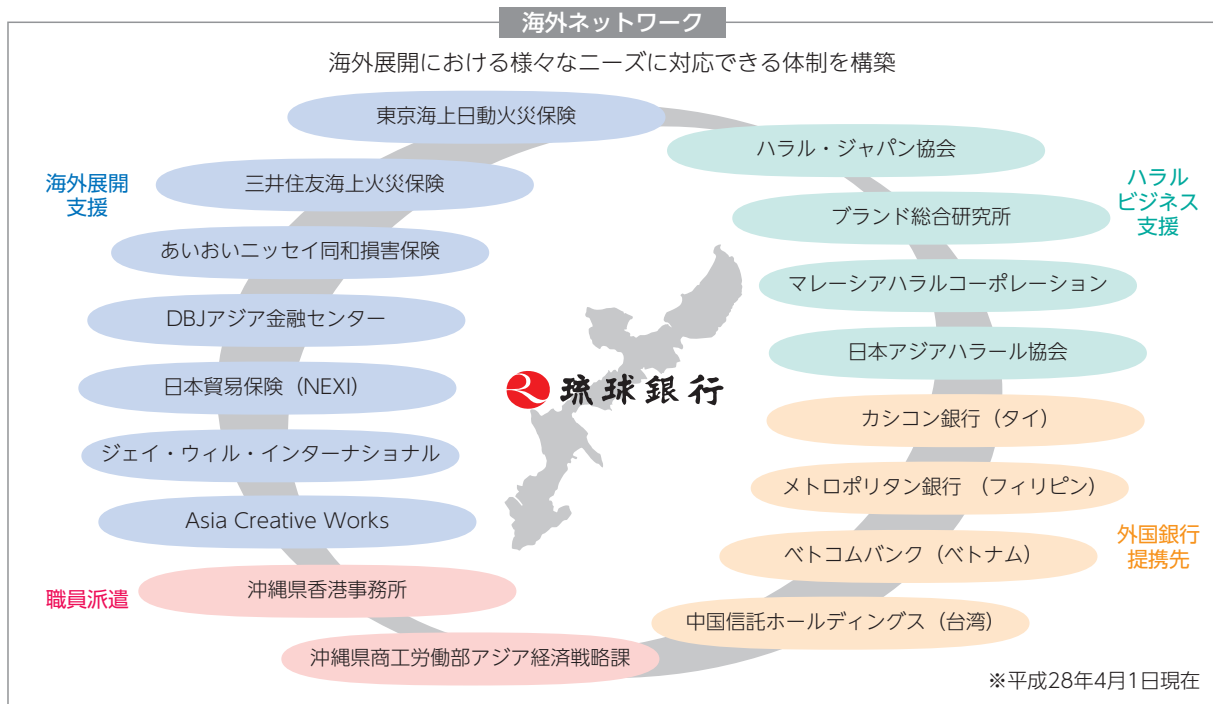 海外ネットワーク
海外展開における様々なニーズに対応できる体制を構築
海外展開
支援
東京海上日動火災保険
三井住友海上火災保険
あいおいニッセイ同和損害保険
DBJアジア金融センター
日本貿易保険（NEXI）
ジェイ・ウィル・インターナショナル
Asia Creative Works
職員派遣
沖縄県香港事務所
沖縄県商工労働部アジア経済戦略課
琉球銀行
ハラル
ビジネス
支援
ハラル・ジャパン協会
ブランド総合研究所
マレーシアハラルコーポレーション
日本アジアハラール協会
外国銀行
提携先
カシコン銀行（タイ）
メトロポリタン銀行 （フィリピン）
ベトコムバンク（ベトナム）
中国信託ホールディングス（台湾）
※平成28年4月1日現在